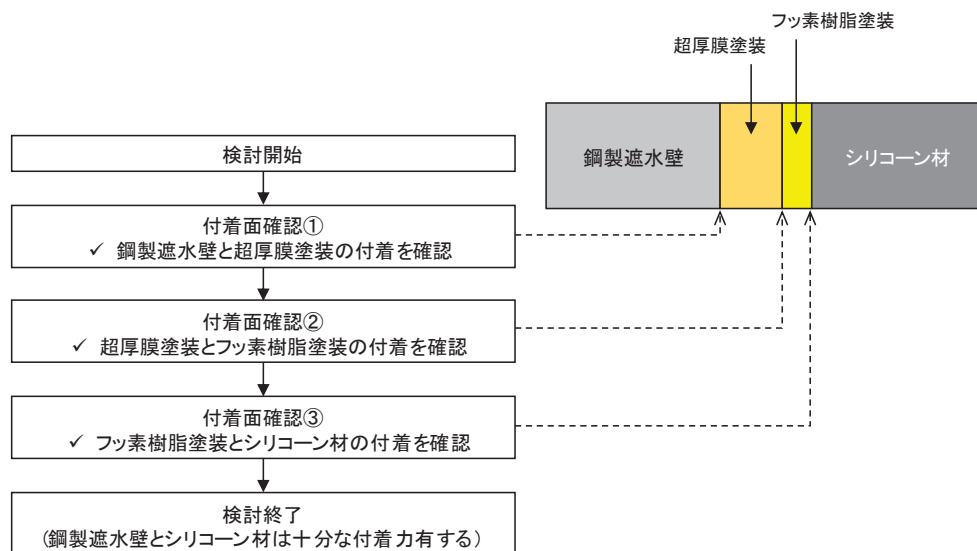 フッ素樹脂塗装
超厚膜塗装
鋼製遮水壁
シリコーン材
検討開始
付着面確認①
✓ 鋼製遮水壁と超厚膜塗装の付着を確認
付着面確認②
✓ 超厚膜塗装とフッ素樹脂塗装の付着を確認
付着面確認③
✓ フッ素樹脂塗装とシリコーン材の付着を確認
検討終了
(鋼製遮水壁とシリコーン材は十分な付着力有する)